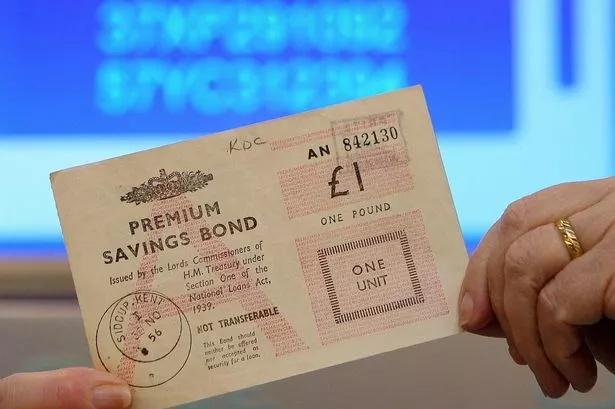 KDC
AN 842130
£1
ONE POUND
ONE
UNIT
PREMIUM
SAVINGS BOND
Issued by the Lords Commissioners of
H.M. Treasury under
Section One of the
National Loans Act,
1939.
NOT TRANSFERABLE
This Bond should
neither be offered
nor accepted as
security for a loan.
SIDCUP·KENT
1 NO
56
A